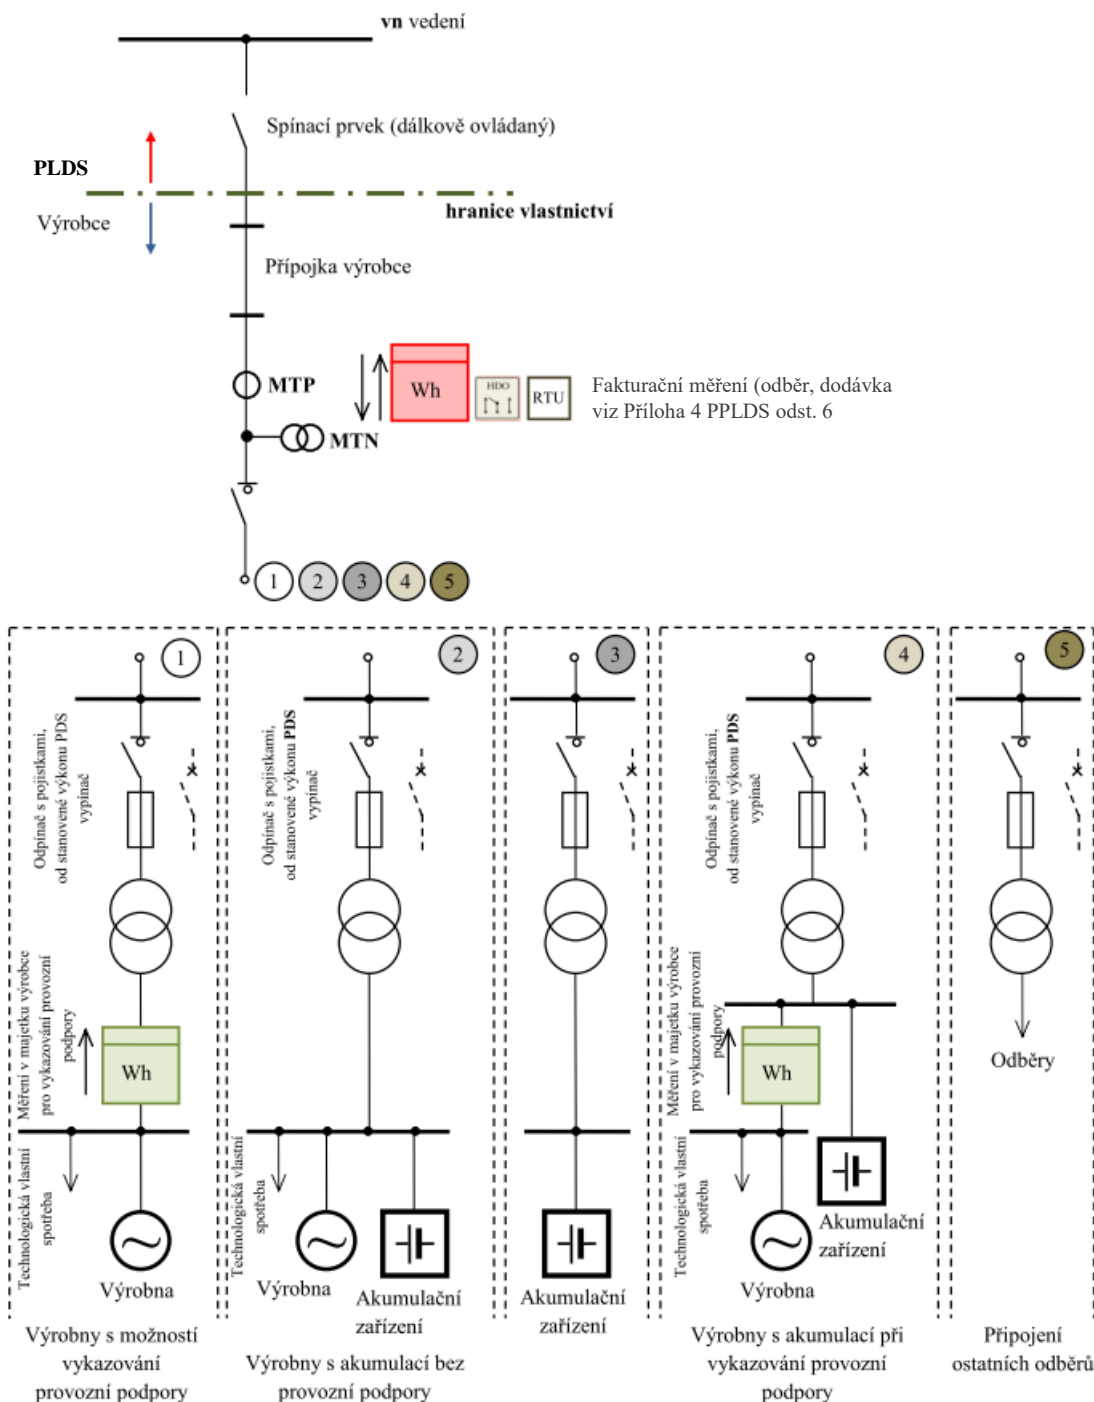 vn vedení
Spínací prvek (dálkově ovládaný)
PLDS
hranice vlastnictví
Výrobce
Přípojka výrobce
MTP
Wh
HDO
RTU
Fakturační měření (odběr, dodávka
viz Příloha 4 PPLDS odst. 6
MTN
1 2 3 4 5
1
Odpínač s pojistkami,
od stanovené výkonu PDS
vypínač
Měření v majetku výrobce
pro vykazování provozní
podpory
Wh
Technologická vlastní
spotřeba
Výrobna
Výrobny s možností
vykazování
provozní podpory
2
Odpínač s pojistkami,
od stanovené výkonu PDS
vypínač
Technologická vlastní
spotřeba
Výrobna
Akumulační
zařízení
Výrobny s akumulací bez
provozní podpory
3
Akumulační
zařízení
4
Odpínač s pojistkami,
od stanovené výkonu PDS
vypínač
Měření v majetku výrobce
pro vykazování provozní
podpory
Wh
Technologická vlastní
spotřeba
Výrobna
Akumulační
zařízení
Výrobny s akumulací při
vykazování provozní
podpory
5
Odběry
Připojení
ostatních odběrů